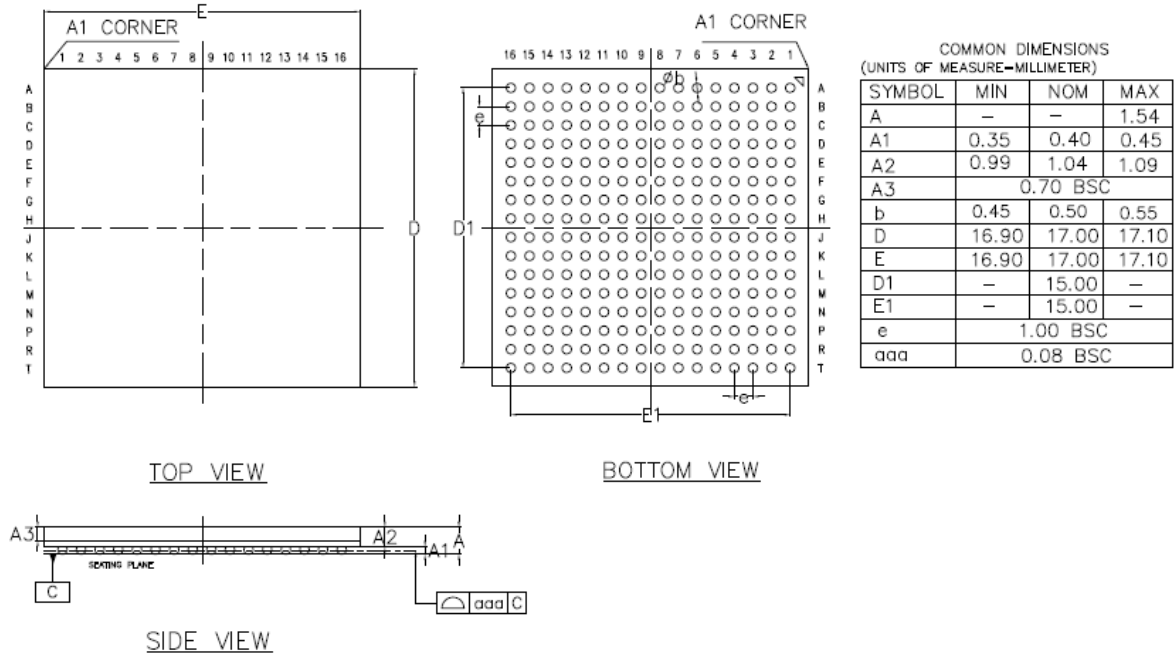 E
A1 CORNER
1 2 3 4 5 6 7 8 9 10 11 12 13 14 15 16
A
B
C
D
E
F
G
H
J
K
L
M
N
P
R
T
D
TOP VIEW
A1 CORNER
16 15 14 13 12 11 10 9 8 7 6 5 4 3 2 1
Øb
e
D1
A
B
C
D
E
F
G
H
J
K
L
M
N
P
R
T
e
E1
BOTTOM VIEW
COMMON DIMENSIONS
(UNITS OF MEASURE-MILLIMETER)
SYMBOL MIN NOM MAX
A – – 1.54
A1 0.35 0.40 0.45
A2 0.99 1.04 1.09
A3 0.70 BSC
b 0.45 0.50 0.55
D 16.90 17.00 17.10
E 16.90 17.00 17.10
D1 – 15.00 –
E1 – 15.00 –
e 1.00 BSC
aaa 0.08 BSC
A3 A2 A
A1
SEATING PLANE
C
aaa C
SIDE VIEW